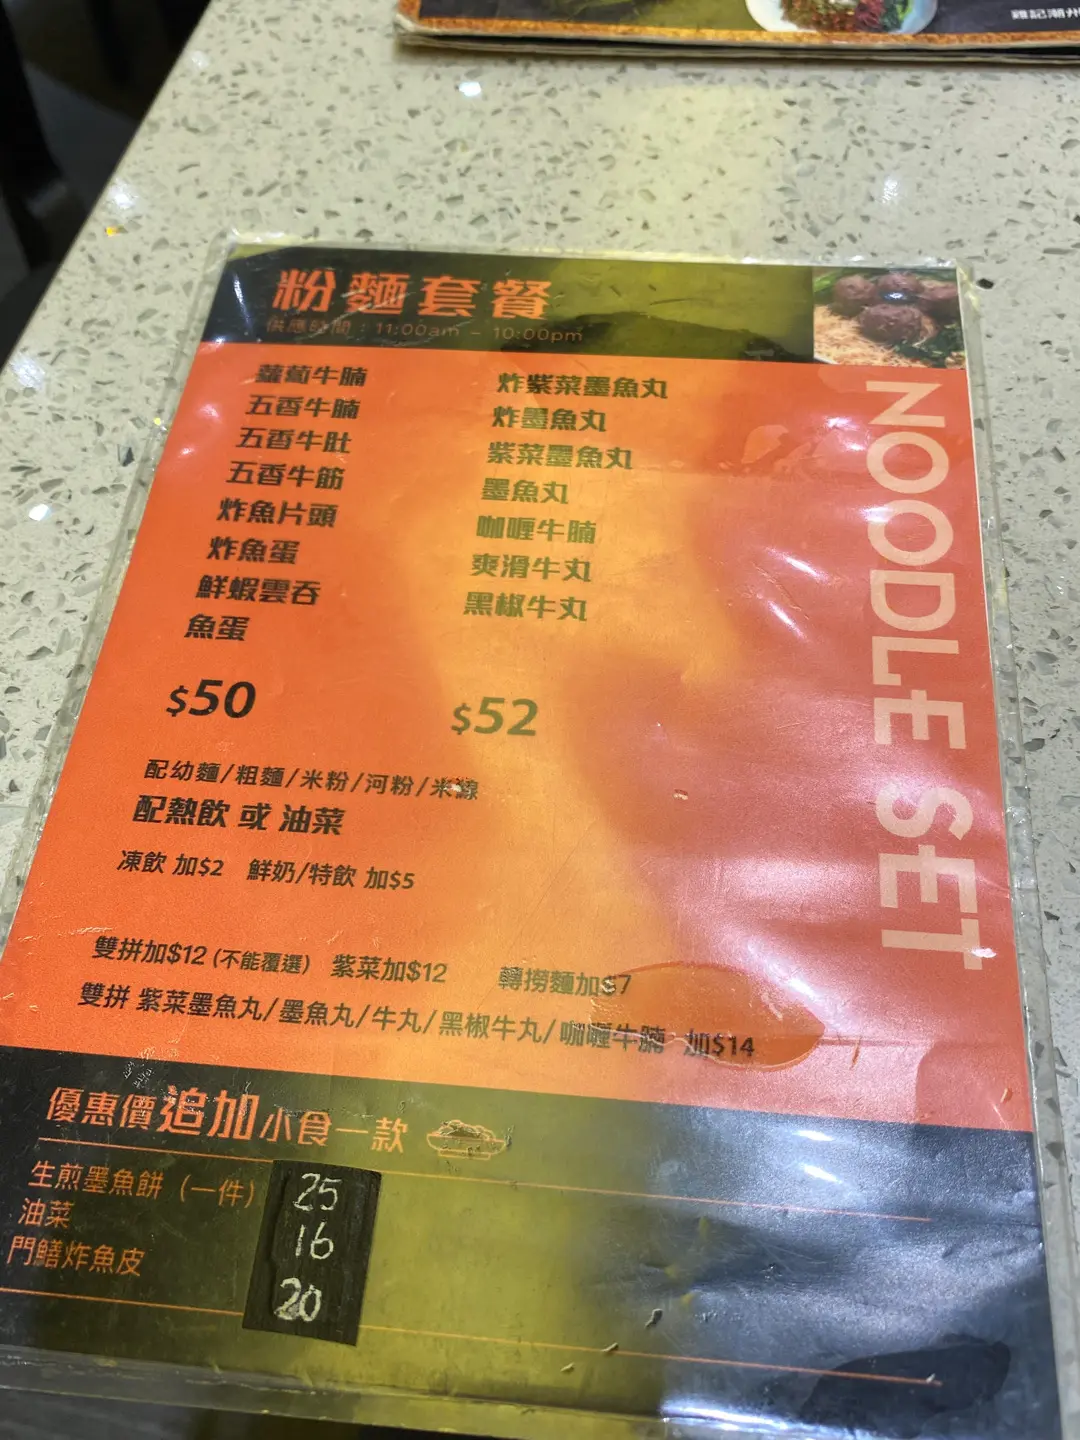 雞記潮州
粉麵套餐
供應時間：11:00am - 10:00pm
NOODLE SET
蘿蔔牛腩
五香牛腩
五香牛肚
五香牛筋
炸魚片頭
炸魚蛋
鮮蝦雲吞
魚蛋
$50
炸紫菜墨魚丸
炸墨魚丸
紫菜墨魚丸
墨魚丸
咖喱牛腩
爽滑牛丸
黑椒牛丸
$52
配幼麵/粗麵/米粉/河粉/米線
配熱飲 或 油菜
凍飲 加$2 鮮奶/特飲 加$5
雙拼加$12 (不能覆選) 紫菜加$12 轉撈麵加$7
雙拼 紫菜墨魚丸/墨魚丸/牛丸/黑椒牛丸/咖喱牛腩 加$14
優惠價追加小食一款
生煎墨魚餅（一件） 25
油菜 16
門鱔炸魚皮 20